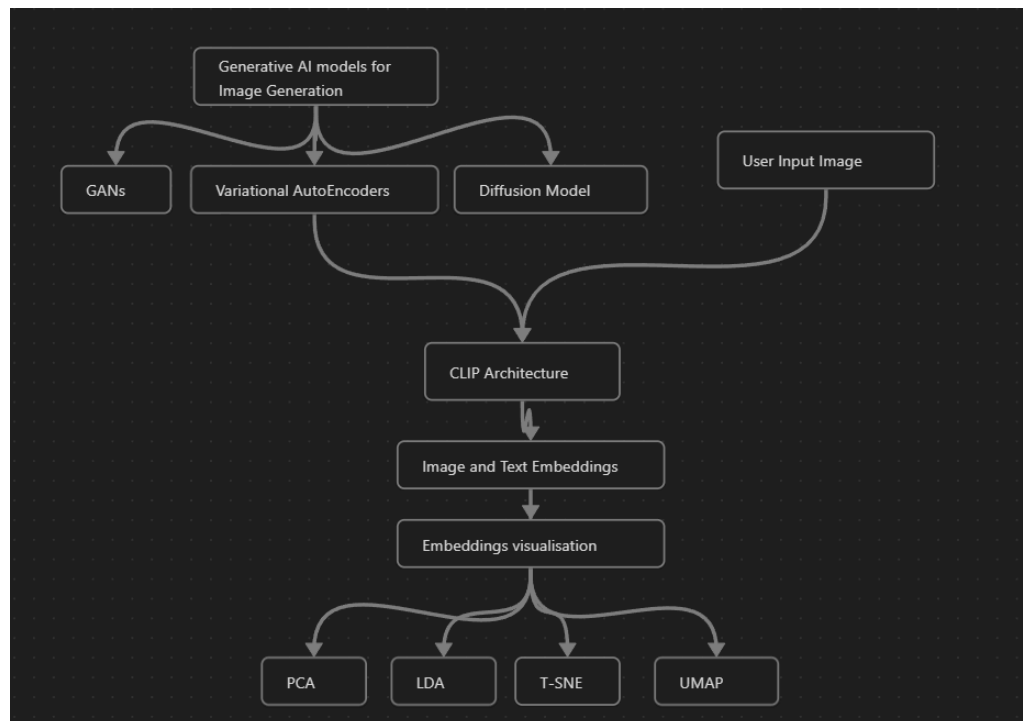 Generative AI models for
Image Generation
User Input Image
GANs
Variational AutoEncoders
Diffusion Model
CLIP Architecture
Image and Text Embeddings
Embeddings visualisation
PCA
LDA
T-SNE
UMAP